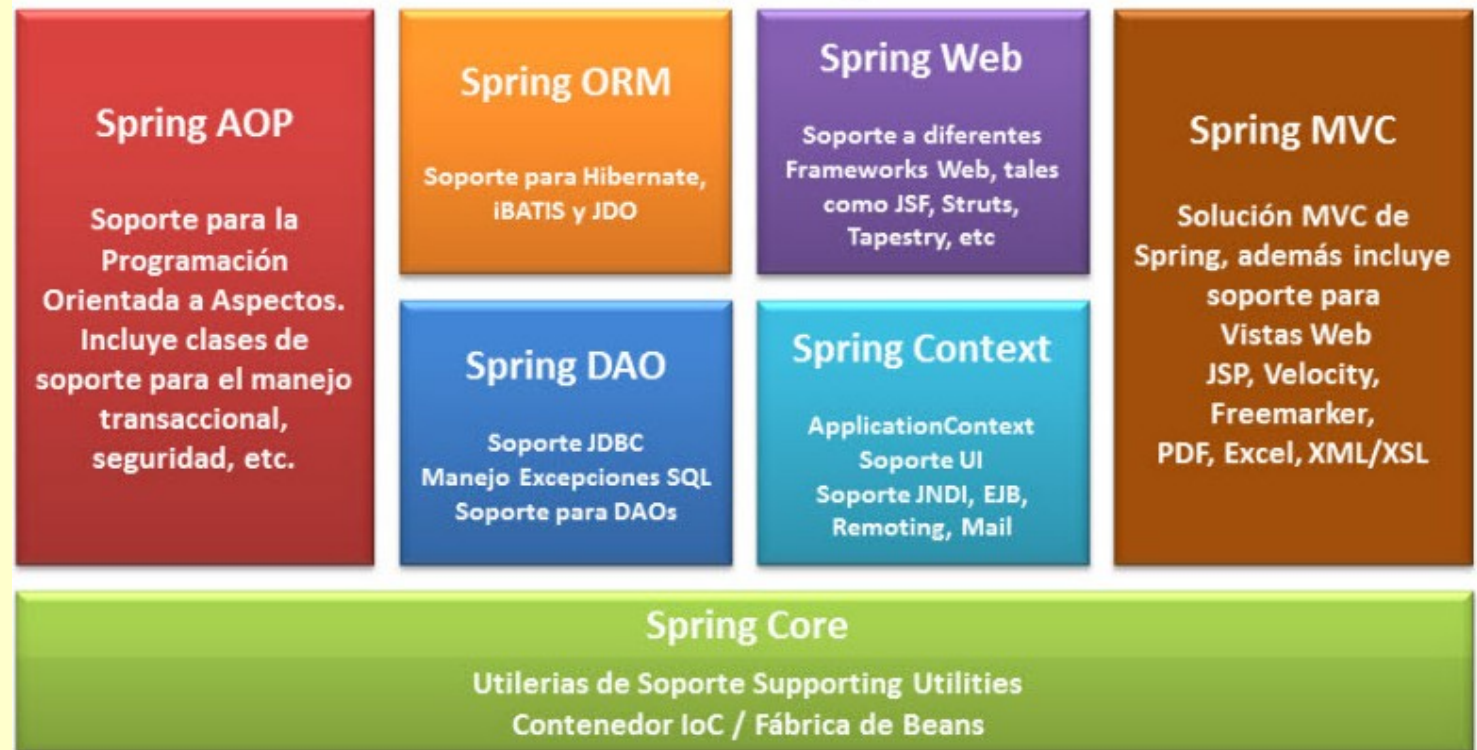 Spring AOP
Soporte para la
Programación
Orientada a Aspectos.
Incluye clases de
soporte para el manejo
transaccional,
seguridad, etc.
Spring ORM
Soporte para Hibernate,
iBATIS y JDO
Spring Web
Soporte a diferentes
Frameworks Web, tales
como JSF, Struts,
Tapestry, etc
Spring DAO
Soporte JDBC
Manejo Excepciones SQL
Soporte para DAOs
Spring Context
ApplicationContext
Soporte UI
Soporte JNDI, EJB,
Remoting, Mail
Spring MVC
Solución MVC de
Spring, además incluye
soporte para
Vistas Web
JSP, Velocity,
Freemarker,
PDF, Excel, XML/XSL
Spring Core
Utilerias de Soporte Supporting Utilities
Contenedor IoC / Fábrica de Beans